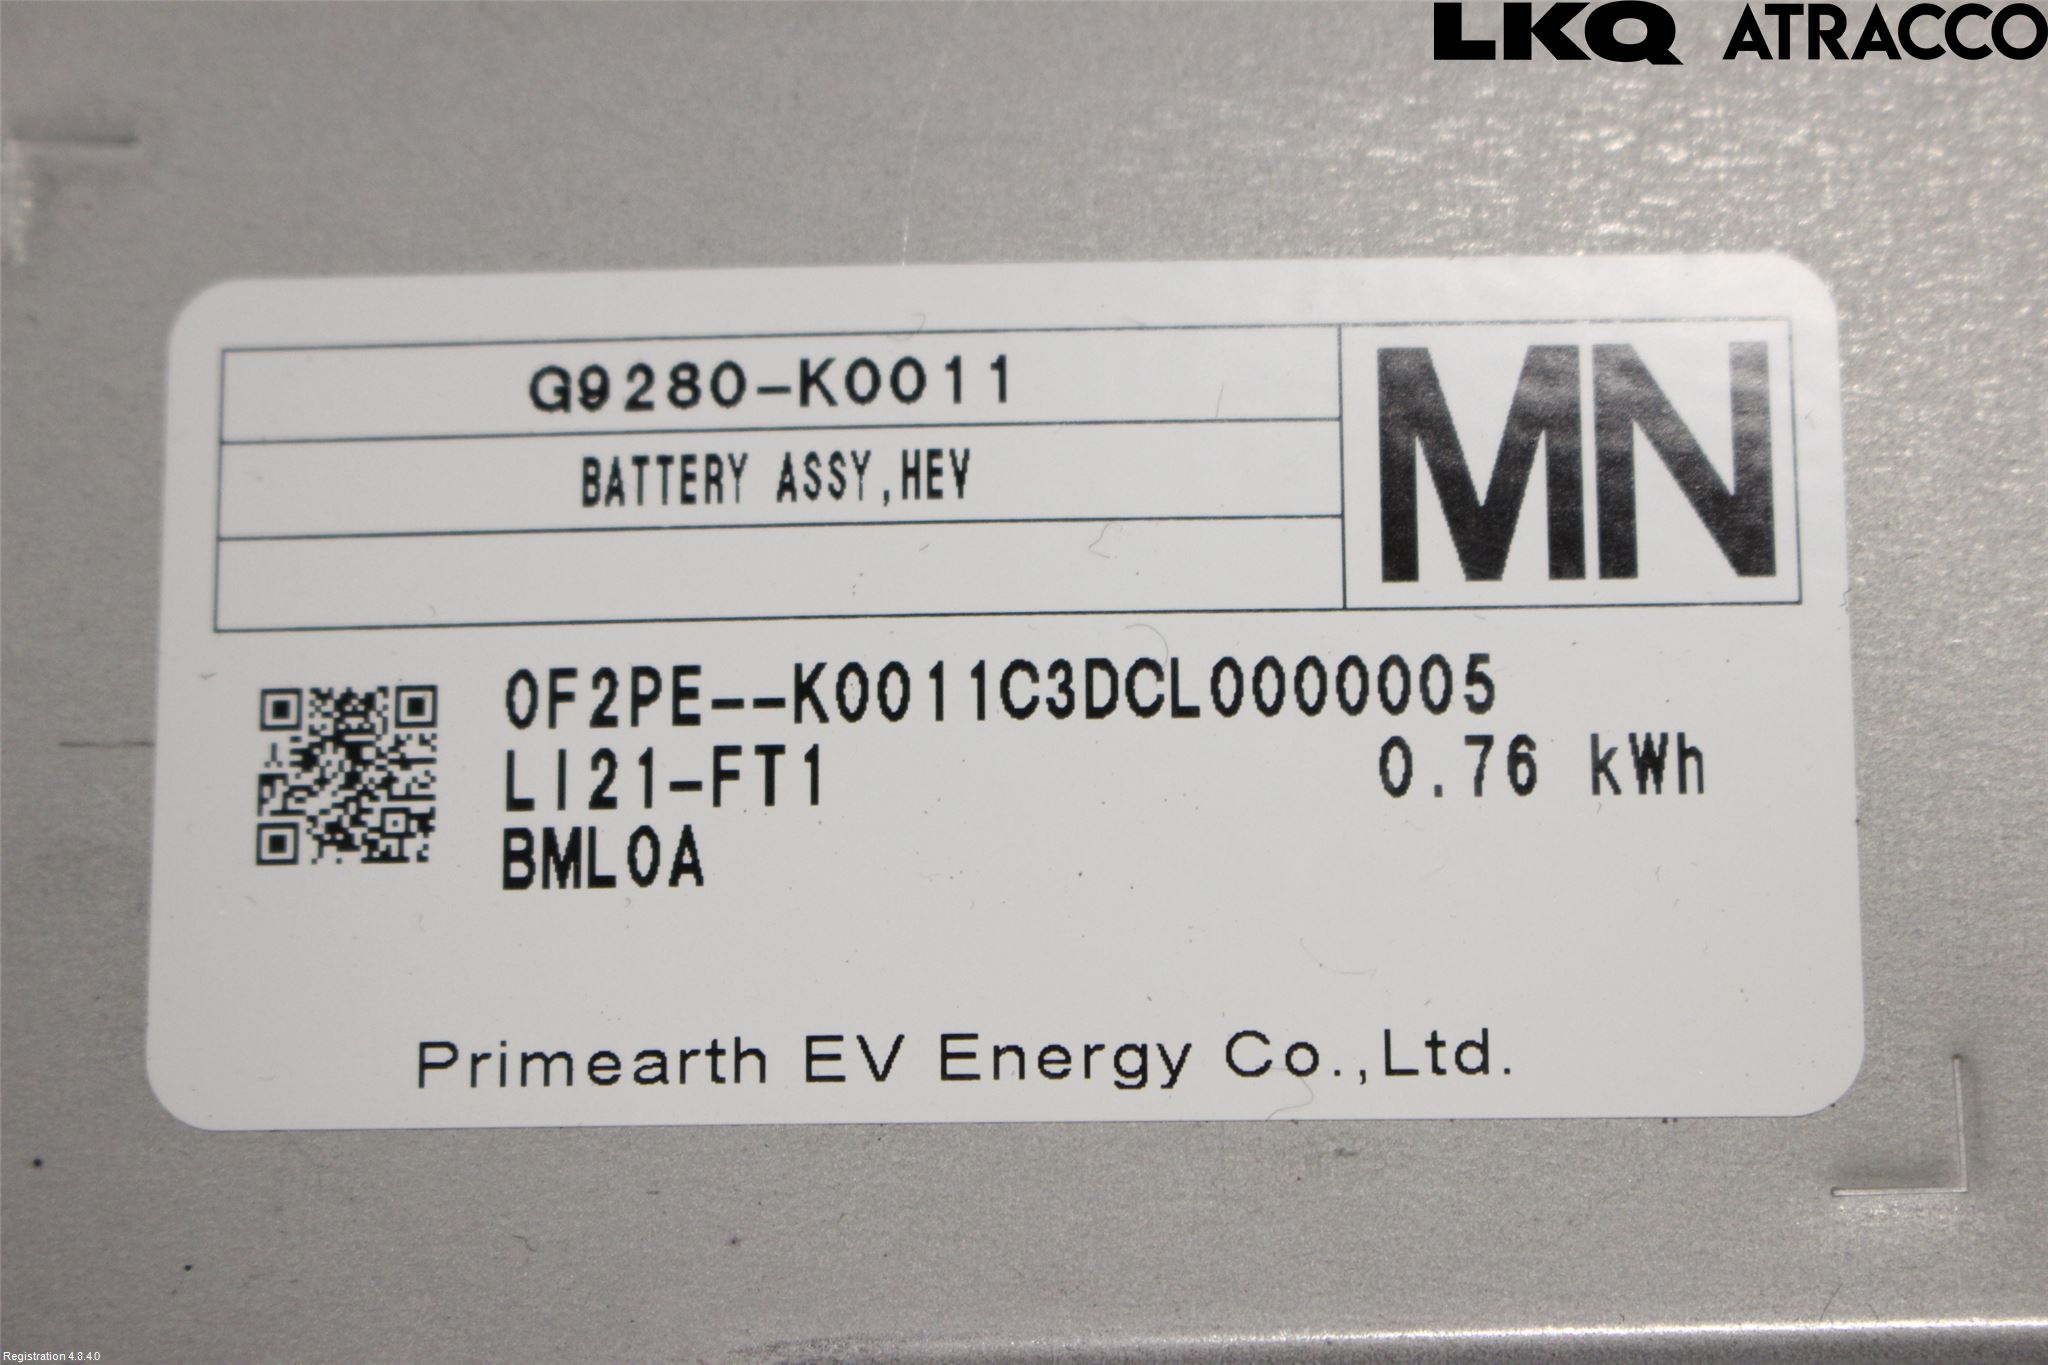 LKQ ATRACCO
G9280-K0011
MN
BATTERY ASSY,HEV
0F2PE--K0011C3DCL0000005
LI21-FT1 0.76 kWh
BML0A
Primearth EV Energy Co.,Ltd.
Registration 4.8.4.0